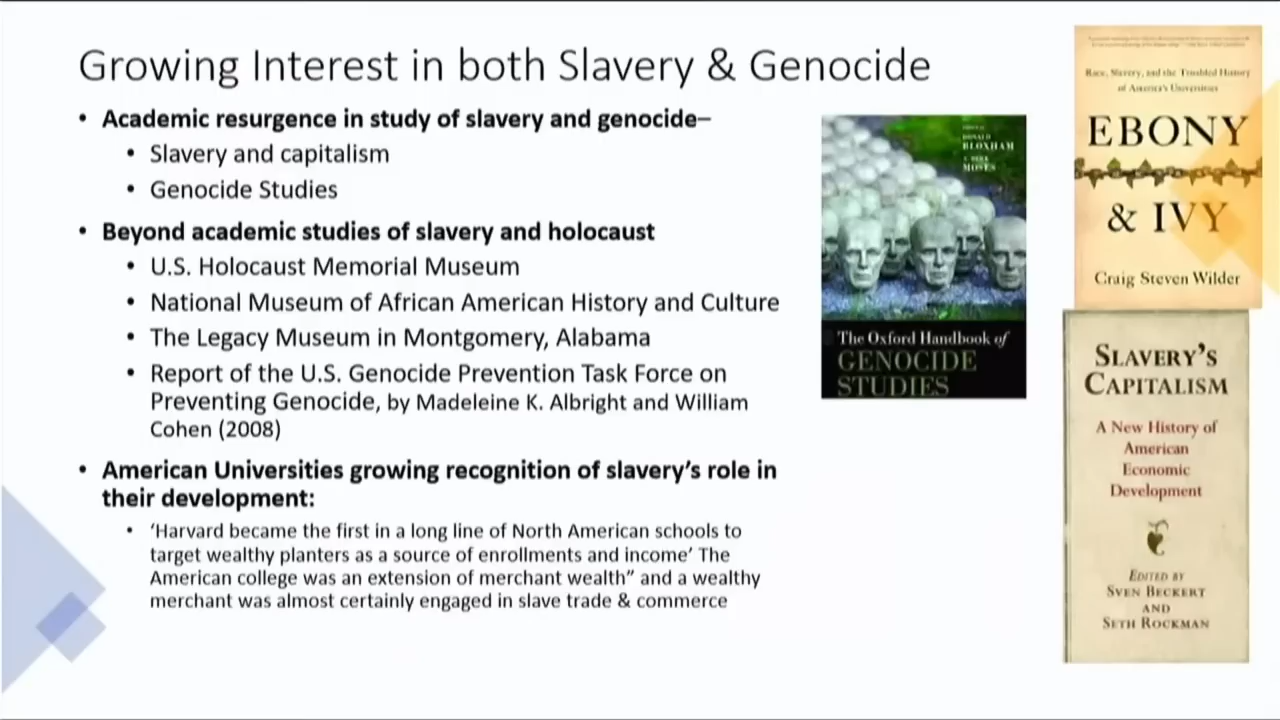 Growing Interest in both Slavery & Genocide
• Academic resurgence in study of slavery and genocide–
• Slavery and capitalism
• Genocide Studies
• Beyond academic studies of slavery and holocaust
• U.S. Holocaust Memorial Museum
• National Museum of African American History and Culture
• The Legacy Museum in Montgomery, Alabama
• Report of the U.S. Genocide Prevention Task Force on
Preventing Genocide, by Madeleine K. Albright and William
Cohen (2008)
• American Universities growing recognition of slavery’s role in
their development:
• ‘Harvard became the first in a long line of North American schools to
target wealthy planters as a source of enrollments and income’ The
American college was an extension of merchant wealth” and a wealthy
merchant was almost certainly engaged in slave trade & commerce
DONALD
BLOXHAM
MOSES
The Oxford Handbook of
GENOCIDE
STUDIES
Race, Slavery, and the Troubled History
of America's Universities
EBONY
& IVY
Craig Steven Wilder
SLAVERY'S
CAPITALISM
A New History of
American
Economic
Development
EDITED BY
SVEN BECKERT
AND
SETH ROCKMAN